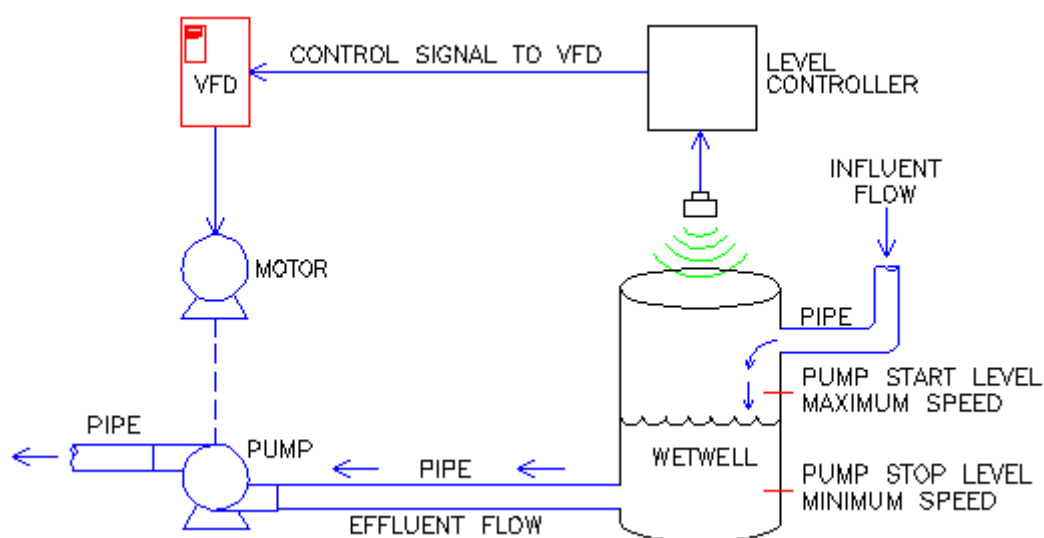 CONTROL SIGNAL TO VFD
VFD
LEVEL
CONTROLLER
INFLUENT
FLOW
MOTOR
PIPE
PUMP START LEVEL
MAXIMUM SPEED
PIPE
PUMP
PIPE
WETWELL
PUMP STOP LEVEL
MINIMUM SPEED
EFFLUENT FLOW